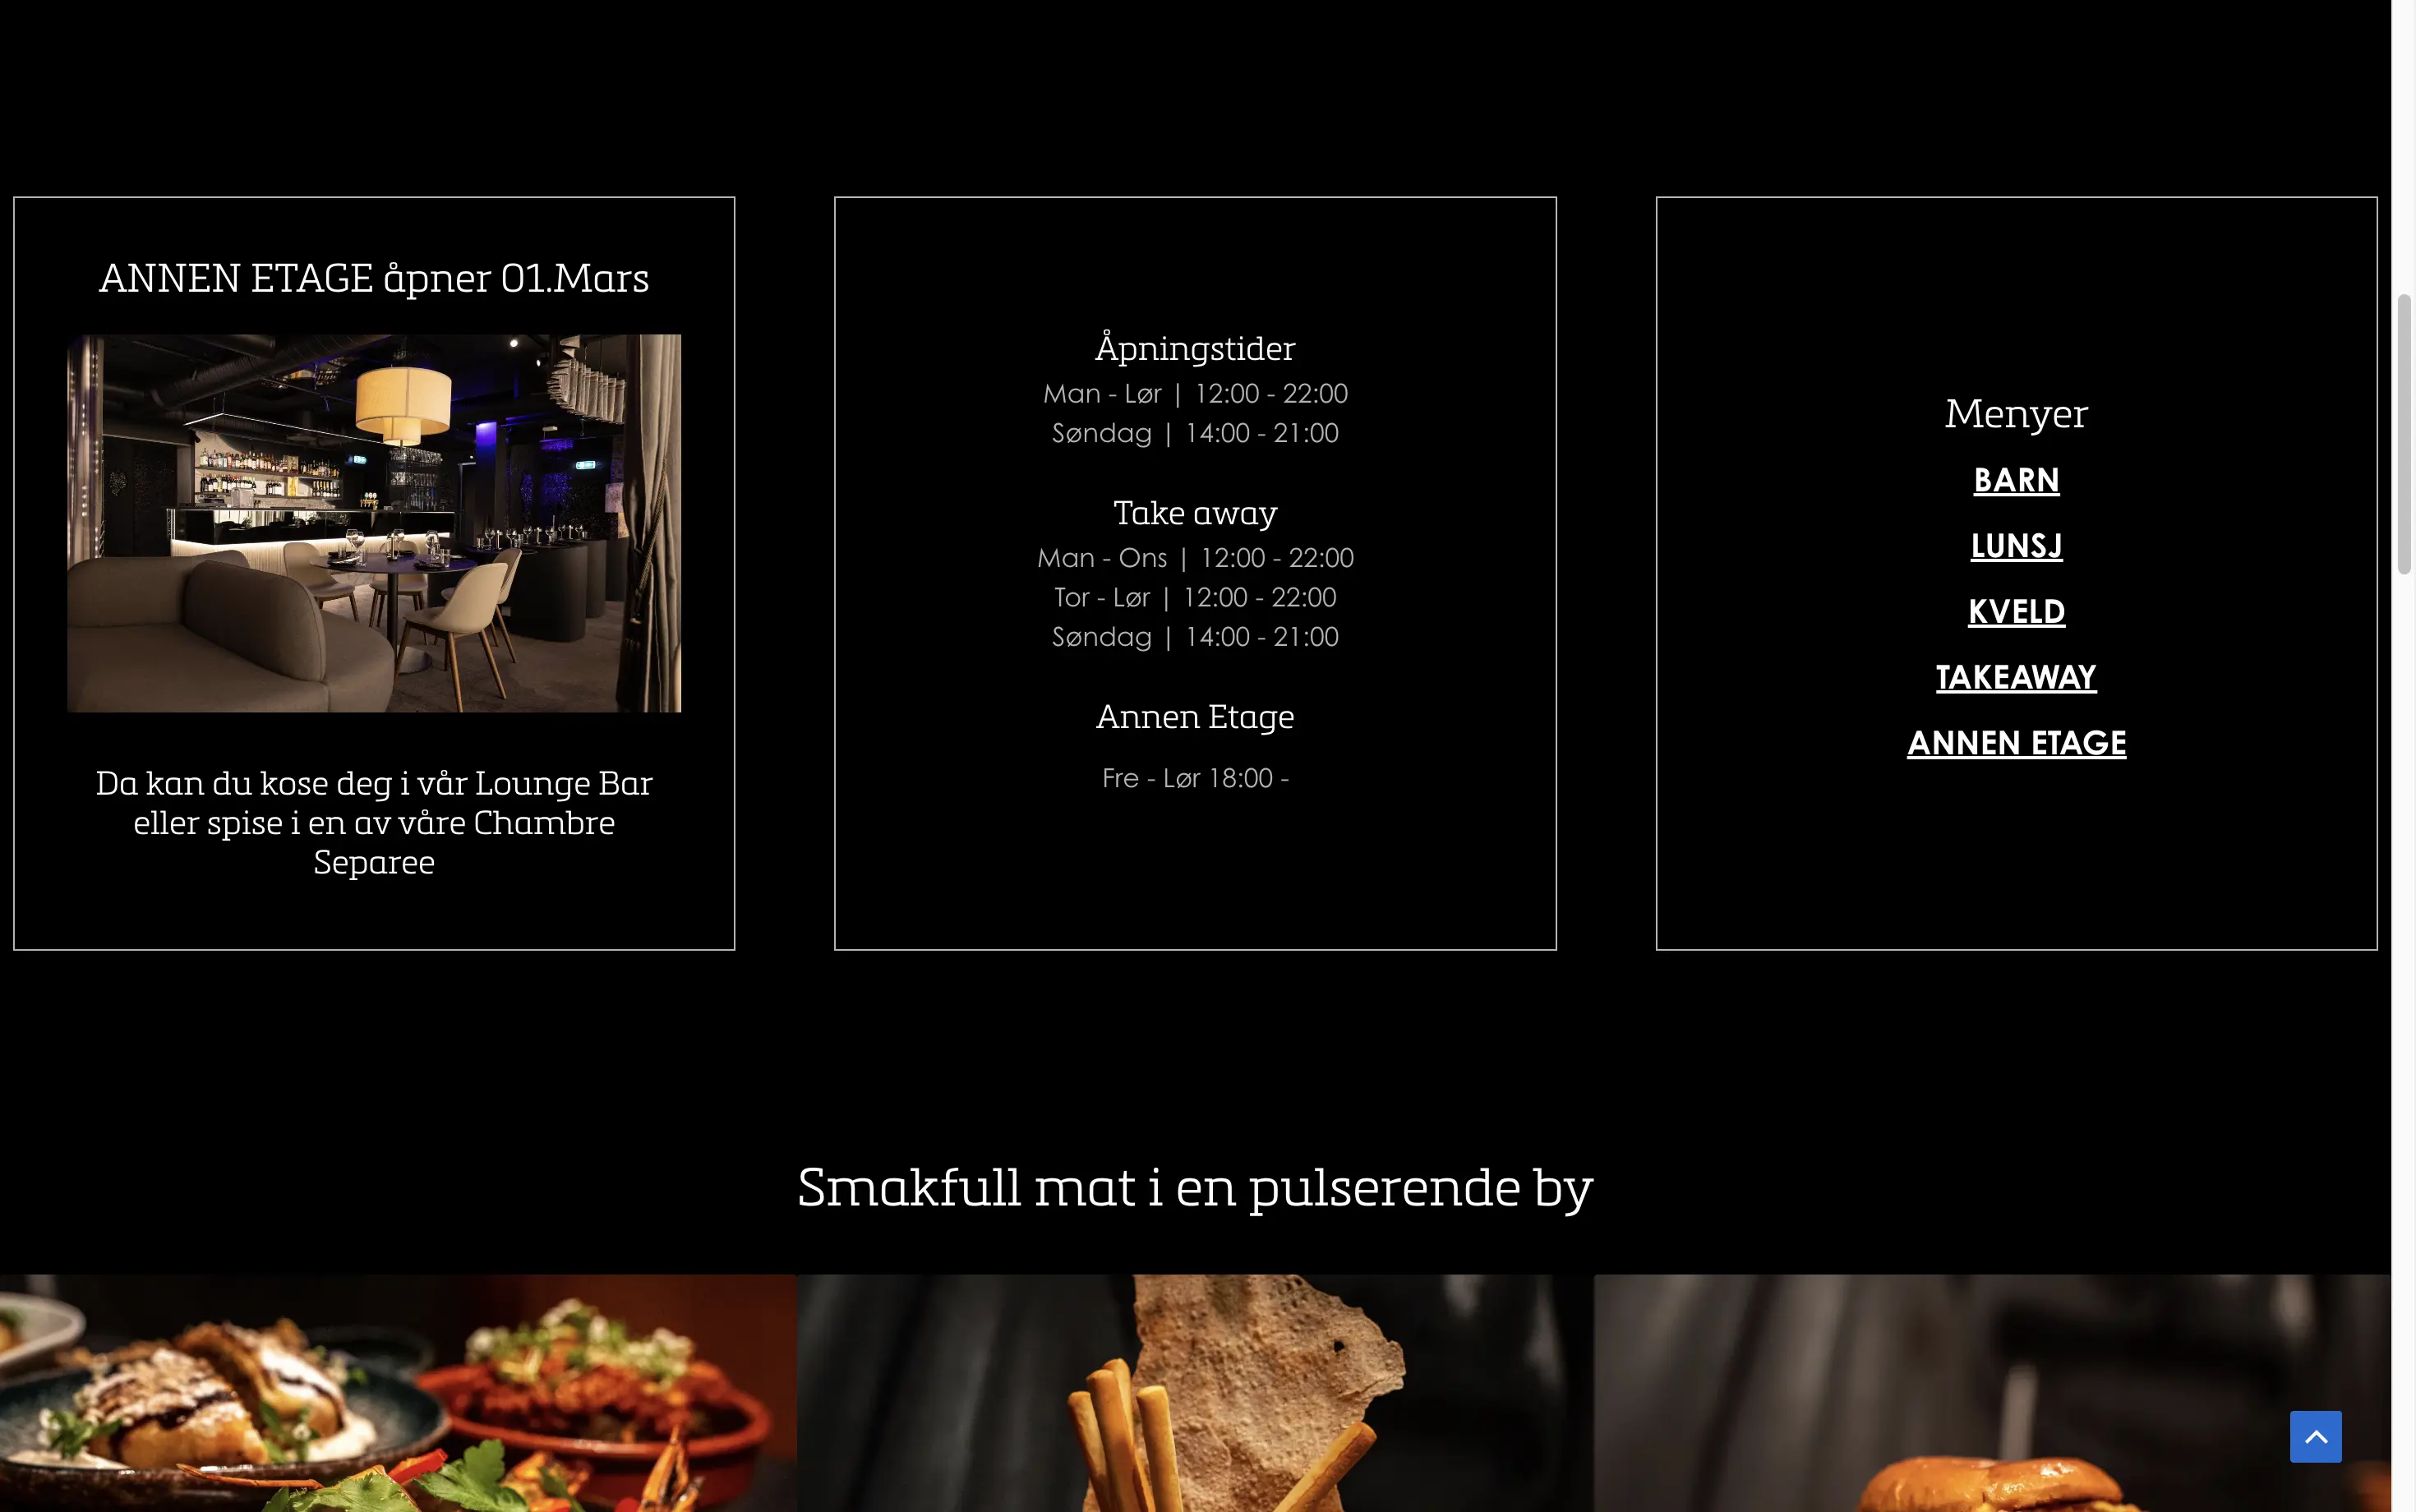 ANNEN ETAGE åpner 01.Mars
Da kan du kose deg i vår Lounge Bar
eller spise i en av våre Chambre
Separee
Åpningstider
Man - Lør | 12:00 - 22:00
Søndag | 14:00 - 21:00
Take away
Man - Ons | 12:00 - 22:00
Tor - Lør | 12:00 - 22:00
Søndag | 14:00 - 21:00
Annen Etage
Fre - Lør 18:00 -
Menyer
BARN
LUNSJ
KVELD
TAKEAWAY
ANNEN ETAGE
Smakfull mat i en pulserende by